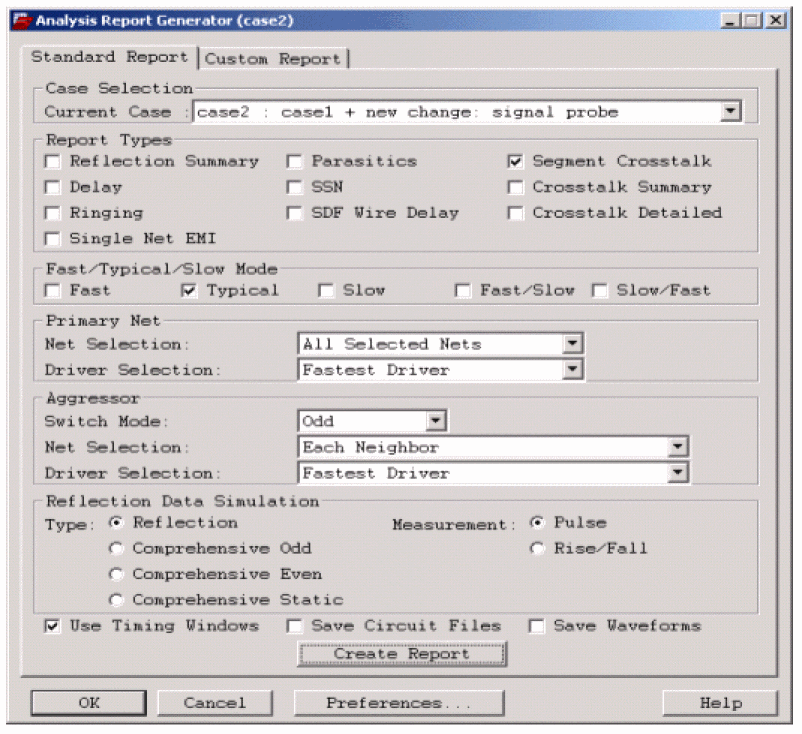 Analysis Report Generator (case2)
Standard Report Custom Report
Case Selection
Current Case : case2 : case1 + new change: signal probe
Report Types
Reflection Summary Parasitics Segment Crosstalk
Delay SSN Crosstalk Summary
Ringing SDF Wire Delay Crosstalk Detailed
Single Net EMI
Fast/Typical/Slow Mode
Fast Typical Slow Fast/Slow Slow/Fast
Primary Net
Net Selection: All Selected Nets
Driver Selection: Fastest Driver
Aggressor
Switch Mode: Odd
Net Selection: Each Neighbor
Driver Selection: Fastest Driver
Reflection Data Simulation
Type: Reflection Measurement: Pulse
Comprehensive Odd Rise/Fall
Comprehensive Even
Comprehensive Static
Use Timing Windows Save Circuit Files Save Waveforms
Create Report
OK Cancel Preferences... Help